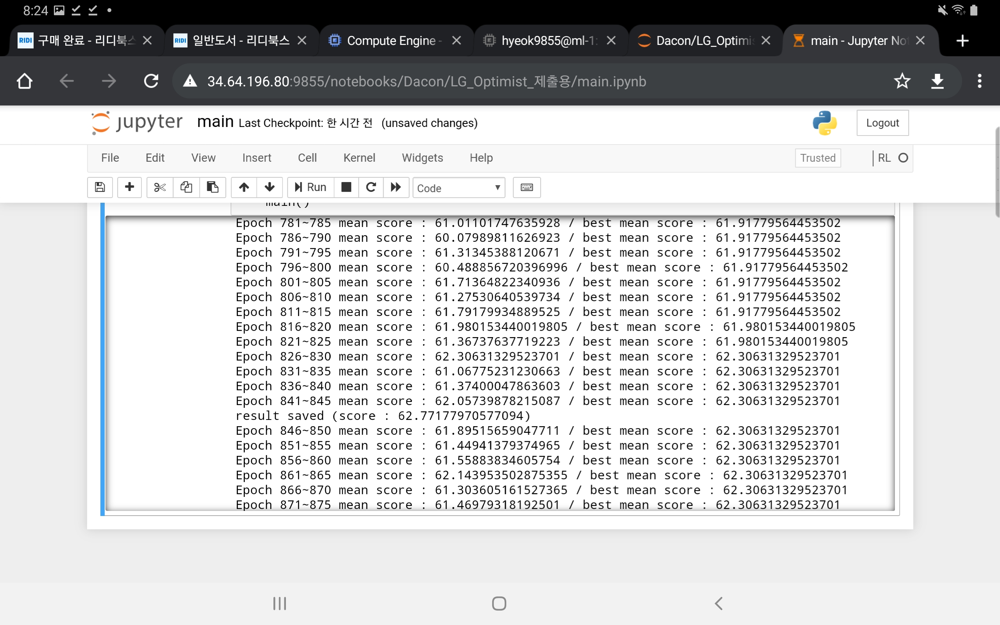 8:24
RIDI 구매 완료 - 리디북스
RIDI 일반도서 - 리디북스
Compute Engine -
hyeok9855@ml-1:
Dacon/LG_Optimi
main - Jupyter Not
34.64.196.80:9855/notebooks/Dacon/LG_Optimist_제출용/main.ipynb
jupyter main Last Checkpoint: 한 시간 전 (unsaved changes)
Logout
File Edit View Insert Cell Kernel Widgets Help
Trusted
RL
Run
Code
main()
Epoch 781~785 mean score : 61.01101747635928 / best mean score : 61.91779564453502
Epoch 786~790 mean score : 60.07989811626923 / best mean score : 61.91779564453502
Epoch 791~795 mean score : 61.31345388120671 / best mean score : 61.91779564453502
Epoch 796~800 mean score : 60.488856720396996 / best mean score : 61.91779564453502
Epoch 801~805 mean score : 61.71364822340936 / best mean score : 61.91779564453502
Epoch 806~810 mean score : 61.27530640539734 / best mean score : 61.91779564453502
Epoch 811~815 mean score : 61.79179934889525 / best mean score : 61.91779564453502
Epoch 816~820 mean score : 61.980153440019805 / best mean score : 61.980153440019805
Epoch 821~825 mean score : 61.36737637719223 / best mean score : 61.980153440019805
Epoch 826~830 mean score : 62.30631329523701 / best mean score : 62.30631329523701
Epoch 831~835 mean score : 61.06775231230663 / best mean score : 62.30631329523701
Epoch 836~840 mean score : 61.37400047863603 / best mean score : 62.30631329523701
Epoch 841~845 mean score : 62.05739878215087 / best mean score : 62.30631329523701
result saved (score : 62.77177970577094)
Epoch 846~850 mean score : 61.89515659047711 / best mean score : 62.30631329523701
Epoch 851~855 mean score : 61.44941379374965 / best mean score : 62.30631329523701
Epoch 856~860 mean score : 61.55883834605754 / best mean score : 62.30631329523701
Epoch 861~865 mean score : 62.143953502875355 / best mean score : 62.30631329523701
Epoch 866~870 mean score : 61.303605161527365 / best mean score : 62.30631329523701
Epoch 871~875 mean score : 61.46979318192501 / best mean score : 62.30631329523701